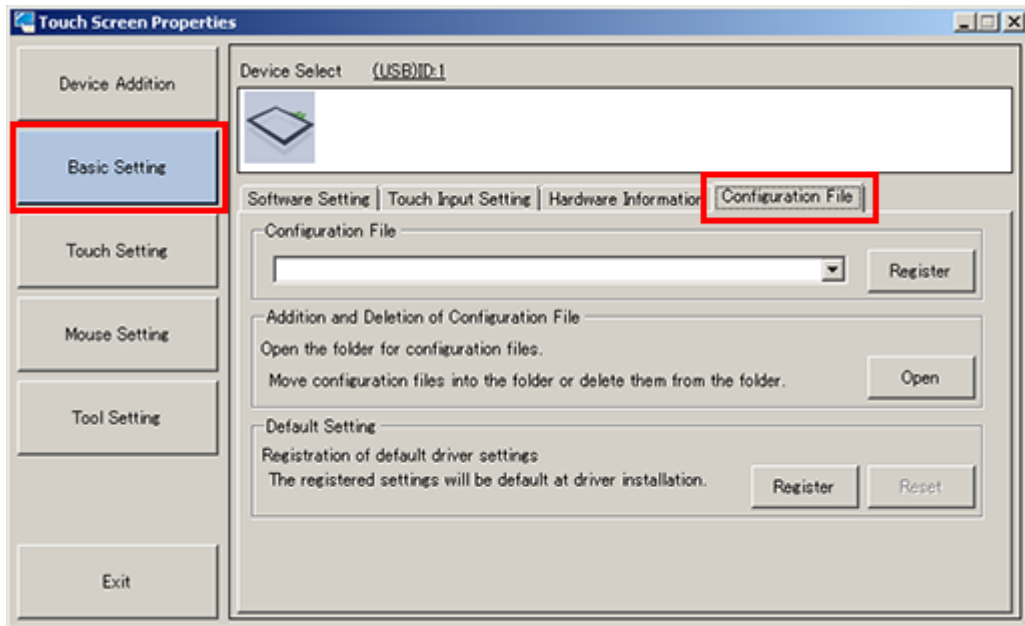 Touch Screen Properties
Device Addition
Basic Setting
Touch Setting
Mouse Setting
Tool Setting
Exit
Device Select (USB)ID:1
Software Setting Touch Input Setting Hardware Information Configuration File
Configuration File
Register
Addition and Deletion of Configuration File
Open the folder for configuration files.
Move configuration files into the folder or delete them from the folder.
Open
Default Setting
Registration of default driver settings
The registered settings will be default at driver installation.
Register Reset